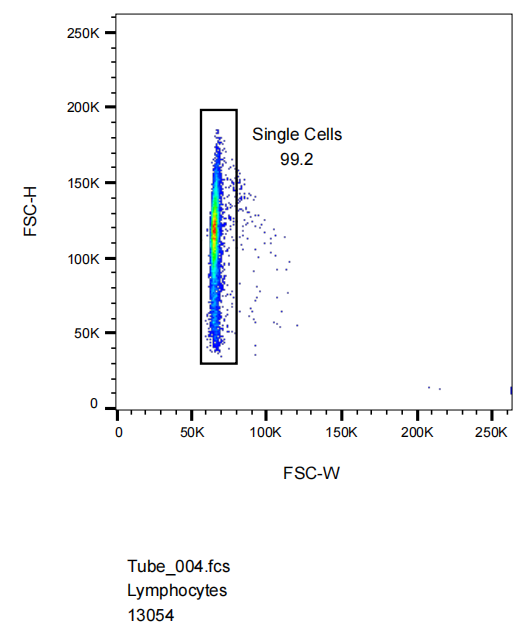 250K
200K
Single Cells
99.2
150K
FSC-H
100K
50K
0
0 50K 100K 150K 200K 250K
FSC-W
Tube_004.fcs
Lymphocytes
13054